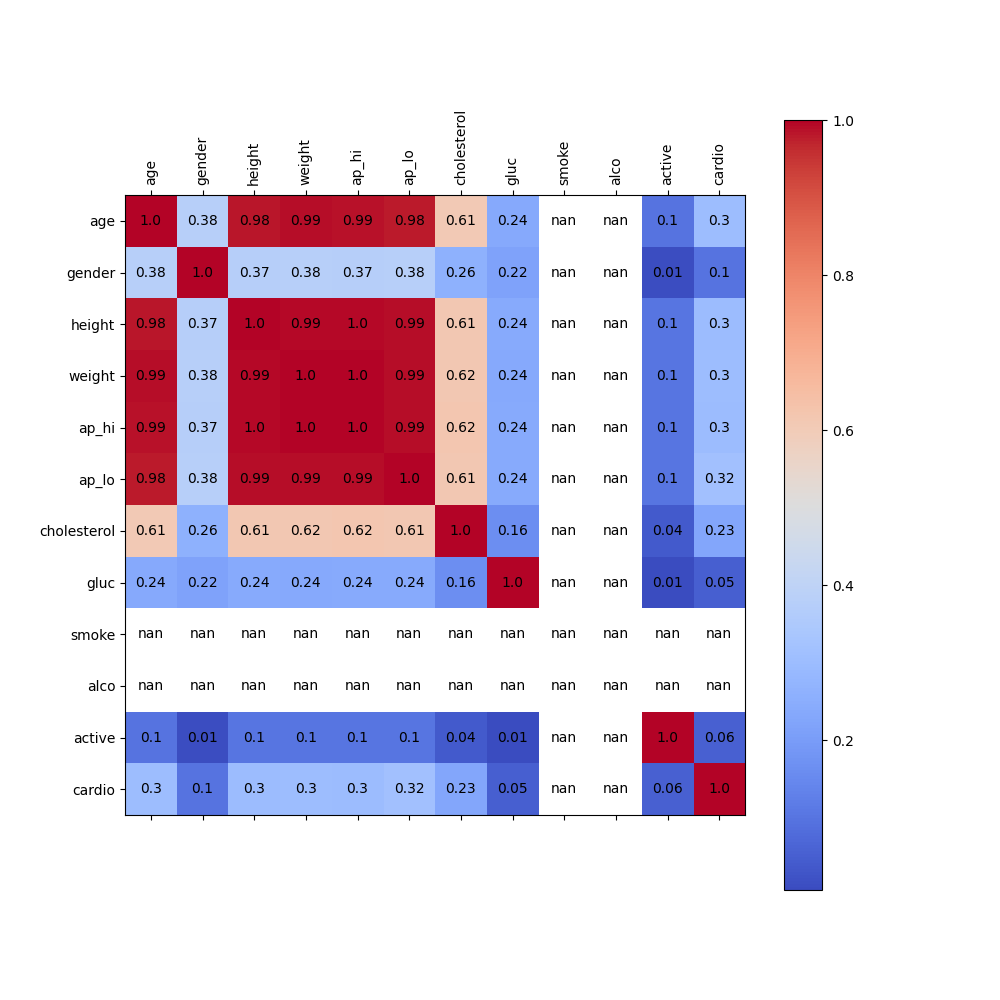 age gender height weight ap_hi ap_lo cholesterol gluc smoke alco active cardio
age 1.0 0.38 0.98 0.99 0.99 0.98 0.61 0.24 nan nan 0.1 0.3
gender 0.38 1.0 0.37 0.38 0.37 0.38 0.26 0.22 nan nan 0.01 0.1
height 0.98 0.37 1.0 0.99 1.0 0.99 0.61 0.24 nan nan 0.1 0.3
weight 0.99 0.38 0.99 1.0 1.0 0.99 0.62 0.24 nan nan 0.1 0.3
ap_hi 0.99 0.37 1.0 1.0 1.0 0.99 0.62 0.24 nan nan 0.1 0.3
ap_lo 0.98 0.38 0.99 0.99 0.99 1.0 0.61 0.24 nan nan 0.1 0.32
cholesterol 0.61 0.26 0.61 0.62 0.62 0.61 1.0 0.16 nan nan 0.04 0.23
gluc 0.24 0.22 0.24 0.24 0.24 0.24 0.16 1.0 nan nan 0.01 0.05
smoke nan nan nan nan nan nan nan nan nan nan nan nan
alco nan nan nan nan nan nan nan nan nan nan nan nan
active 0.1 0.01 0.1 0.1 0.1 0.1 0.04 0.01 nan nan 1.0 0.06
cardio 0.3 0.1 0.3 0.3 0.3 0.32 0.23 0.05 nan nan 0.06 1.0
1.0
0.8
0.6
0.4
0.2